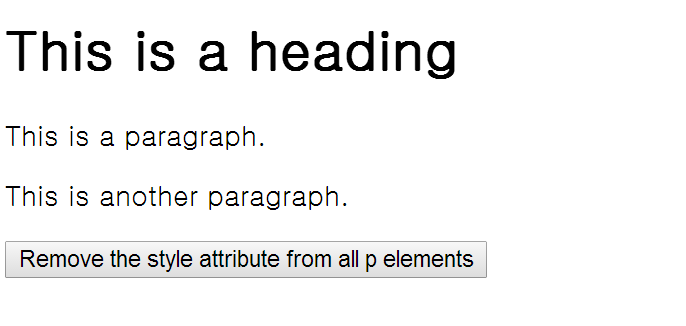 This is a heading
This is a paragraph.
This is another paragraph.
Remove the style attribute from all p elements